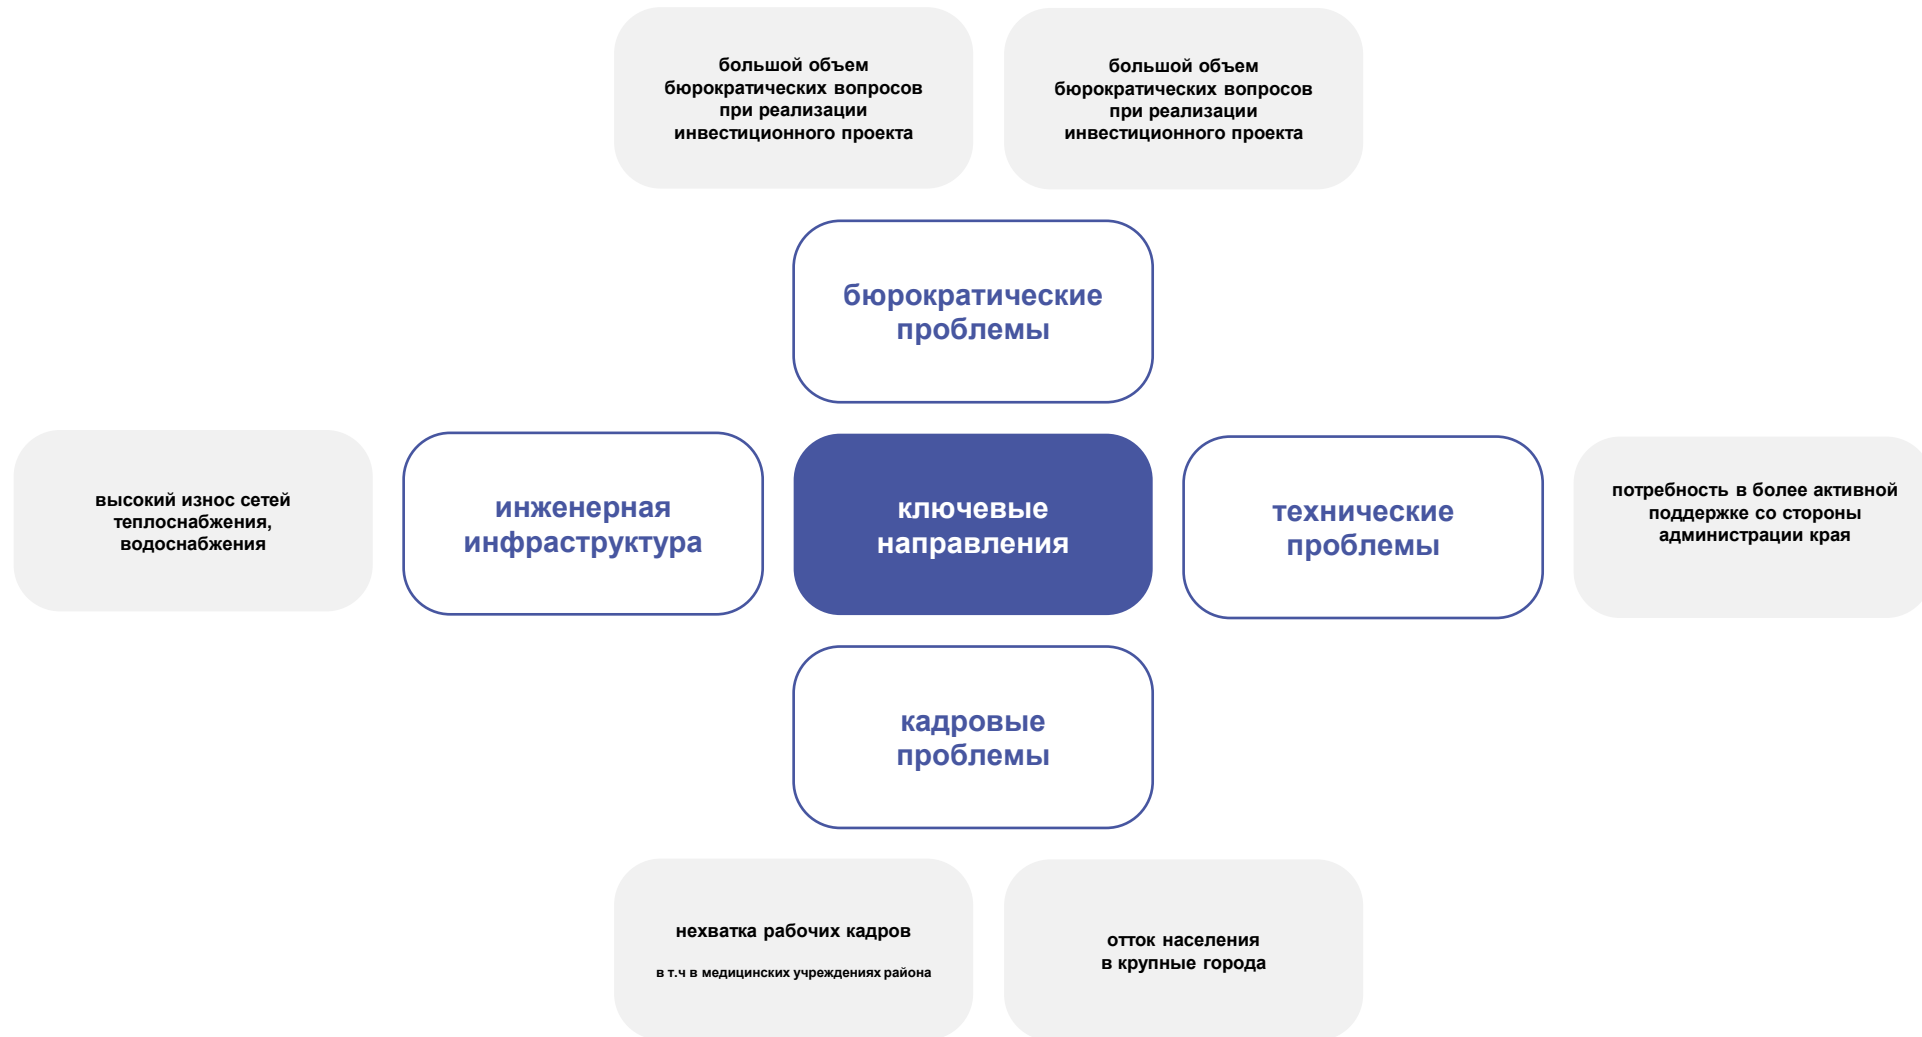 большой объем
бюрократических вопросов
при реализации
инвестиционного проекта
большой объем
бюрократических вопросов
при реализации
инвестиционного проекта
бюрократические
проблемы
высокий износ сетей
теплоснабжения,
водоснабжения
инженерная
инфраструктура
ключевые
направления
технические
проблемы
потребность в более активной
поддержке со стороны
администрации края
кадровые
проблемы
нехватка рабочих кадров
в т.ч в медицинских учреждениях района
отток населения
в крупные города